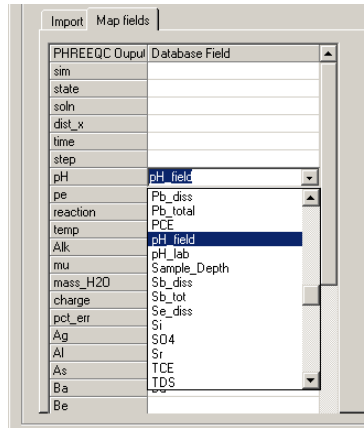 Import Map fields
PHREEQC Oupul Database Field
sim
state
soln
dist_x
time
step
pH pH_field
pe
reaction
temp
Alk
mu
mass_H2O
charge
pct_err
Ag
Al
As
Ba
Be
Pb_diss
Pb_total
PCE
pH_field
pH_lab
Sample_Depth
Sb_diss
Sb_tot
Se_diss
Si
SO4
Sr
TCE
TDS